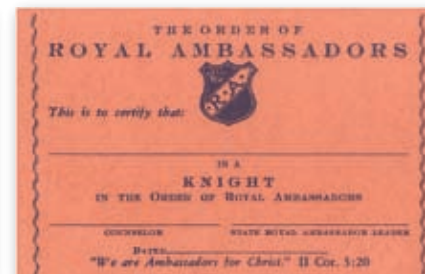 THE ORDER OF
ROYAL AMBASSADORS
R·A
This is to certify that:
IS A
KNIGHT
IN THE ORDER OF ROYAL AMBASSADORS
COUNSELOR STATE ROYAL AMBASSADOR LEADER
DATED
"We are Ambassadors for Christ." II Cor. 5:20